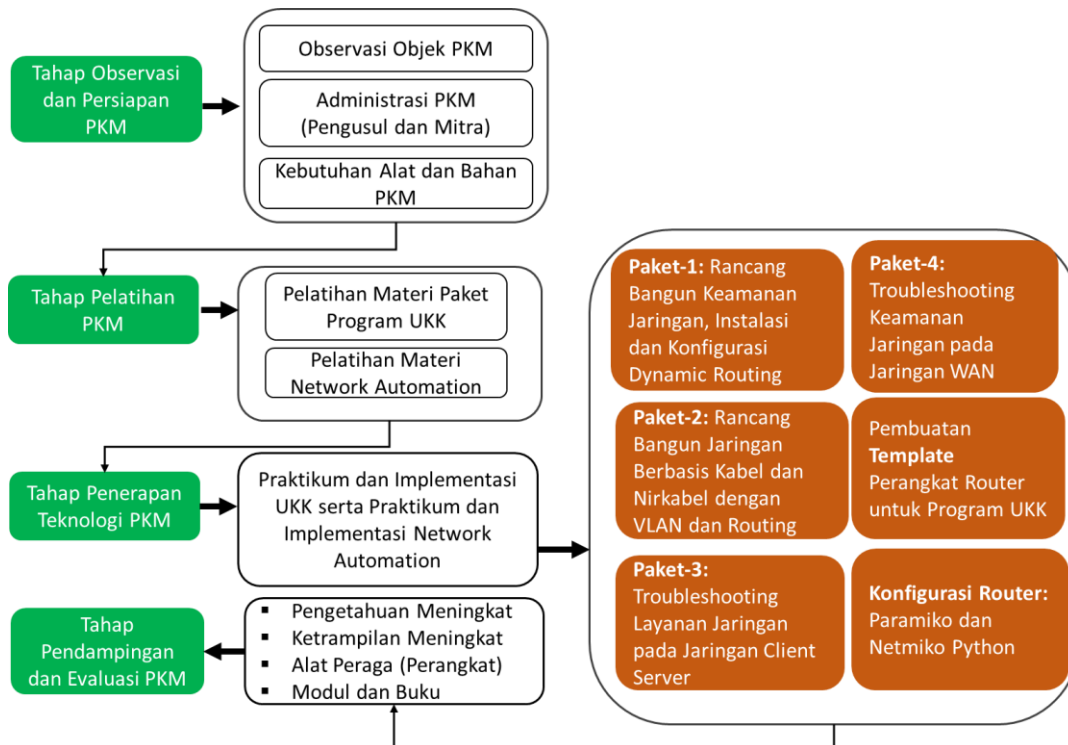 Tahap Observasi
dan Persiapan
PKM
Observasi Objek PKM
Administrasi PKM
(Pengusul dan Mitra)
Kebutuhan Alat dan Bahan
PKM
Tahap Pelatihan
PKM
Pelatihan Materi Paket
Program UKK
Pelatihan Materi
Network Automation
Tahap Penerapan
Teknologi PKM
Praktikum dan Implementasi
UKK serta Praktikum dan
Implementasi Network
Automation
Paket-1: Rancang
Bangun Keamanan
Jaringan, Instalasi
dan Konfigurasi
Dynamic Routing
Paket-4:
Troubleshooting
Keamanan
Jaringan pada
Jaringan WAN
Paket-2: Rancang
Bangun Jaringan
Berbasis Kabel dan
Nirkabel dengan
VLAN dan Routing
Pembuatan
Template
Perangkat Router
untuk Program UKK
Paket-3:
Troubleshooting
Layanan Jaringan
pada Jaringan Client
Server
Konfigurasi Router:
Paramiko dan
Netmiko Python
Tahap
Pendampingan
dan Evaluasi PKM
▪ Pengetahuan Meningkat
▪ Ketrampilan Meningkat
▪ Alat Peraga (Perangkat)
▪ Modul dan Buku